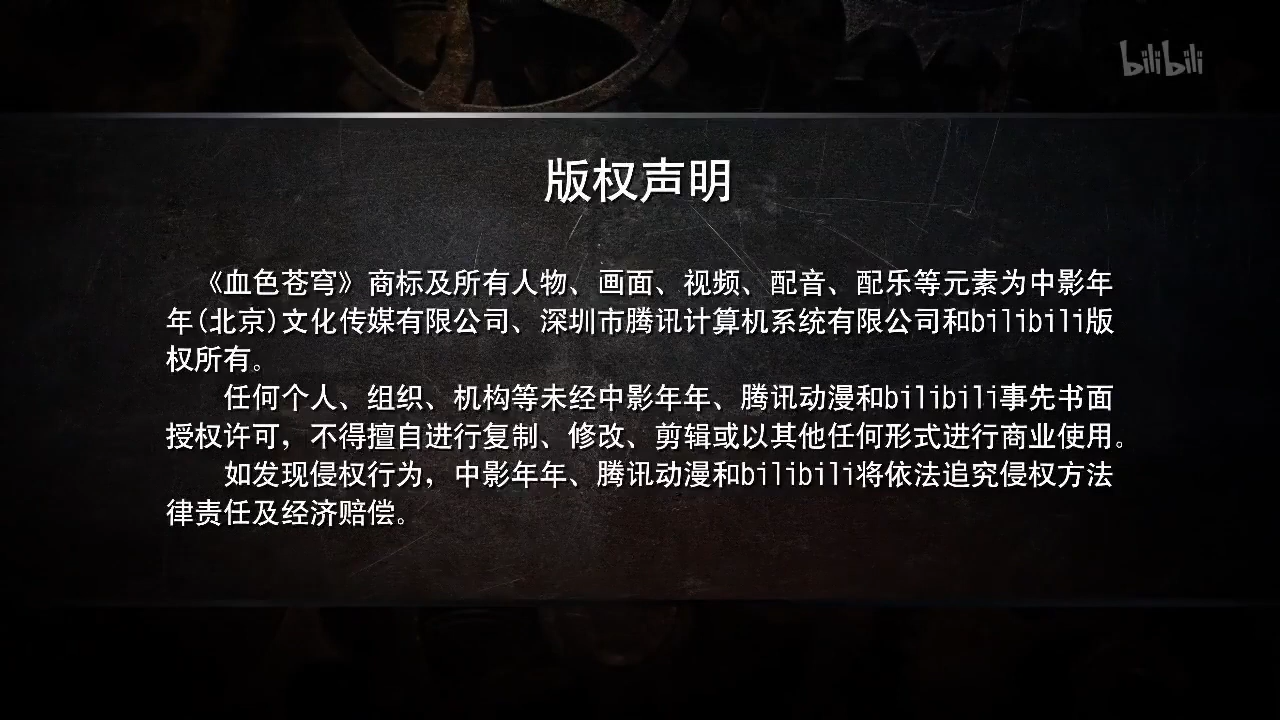 bilibili
版权声明
《血色苍穹》商标及所有人物、画面、视频、配音、配乐等元素为中影年
年(北京)文化传媒有限公司、深圳市腾讯计算机系统有限公司和bilibili版
权所有。
任何个人、组织、机构等未经中影年年、腾讯动漫和bilibili事先书面
授权许可，不得擅自进行复制、修改、剪辑或以其他任何形式进行商业使用。
如发现侵权行为，中影年年、腾讯动漫和bilibili将依法追究侵权方法
律责任及经济赔偿。